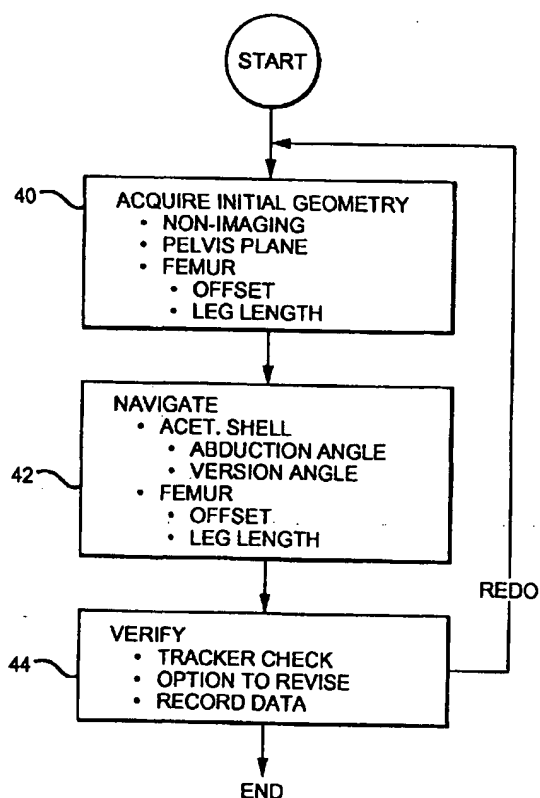 START
40
ACQUIRE INITIAL GEOMETRY
• NON-IMAGING
• PELVIS PLANE
• FEMUR
• OFFSET
• LEG LENGTH
42
NAVIGATE
• ACET. SHELL
• ABDUCTION ANGLE
• VERSION ANGLE
• FEMUR
• OFFSET
• LEG LENGTH
REDO
44
VERIFY
• TRACKER CHECK
• OPTION TO REVISE
• RECORD DATA
END